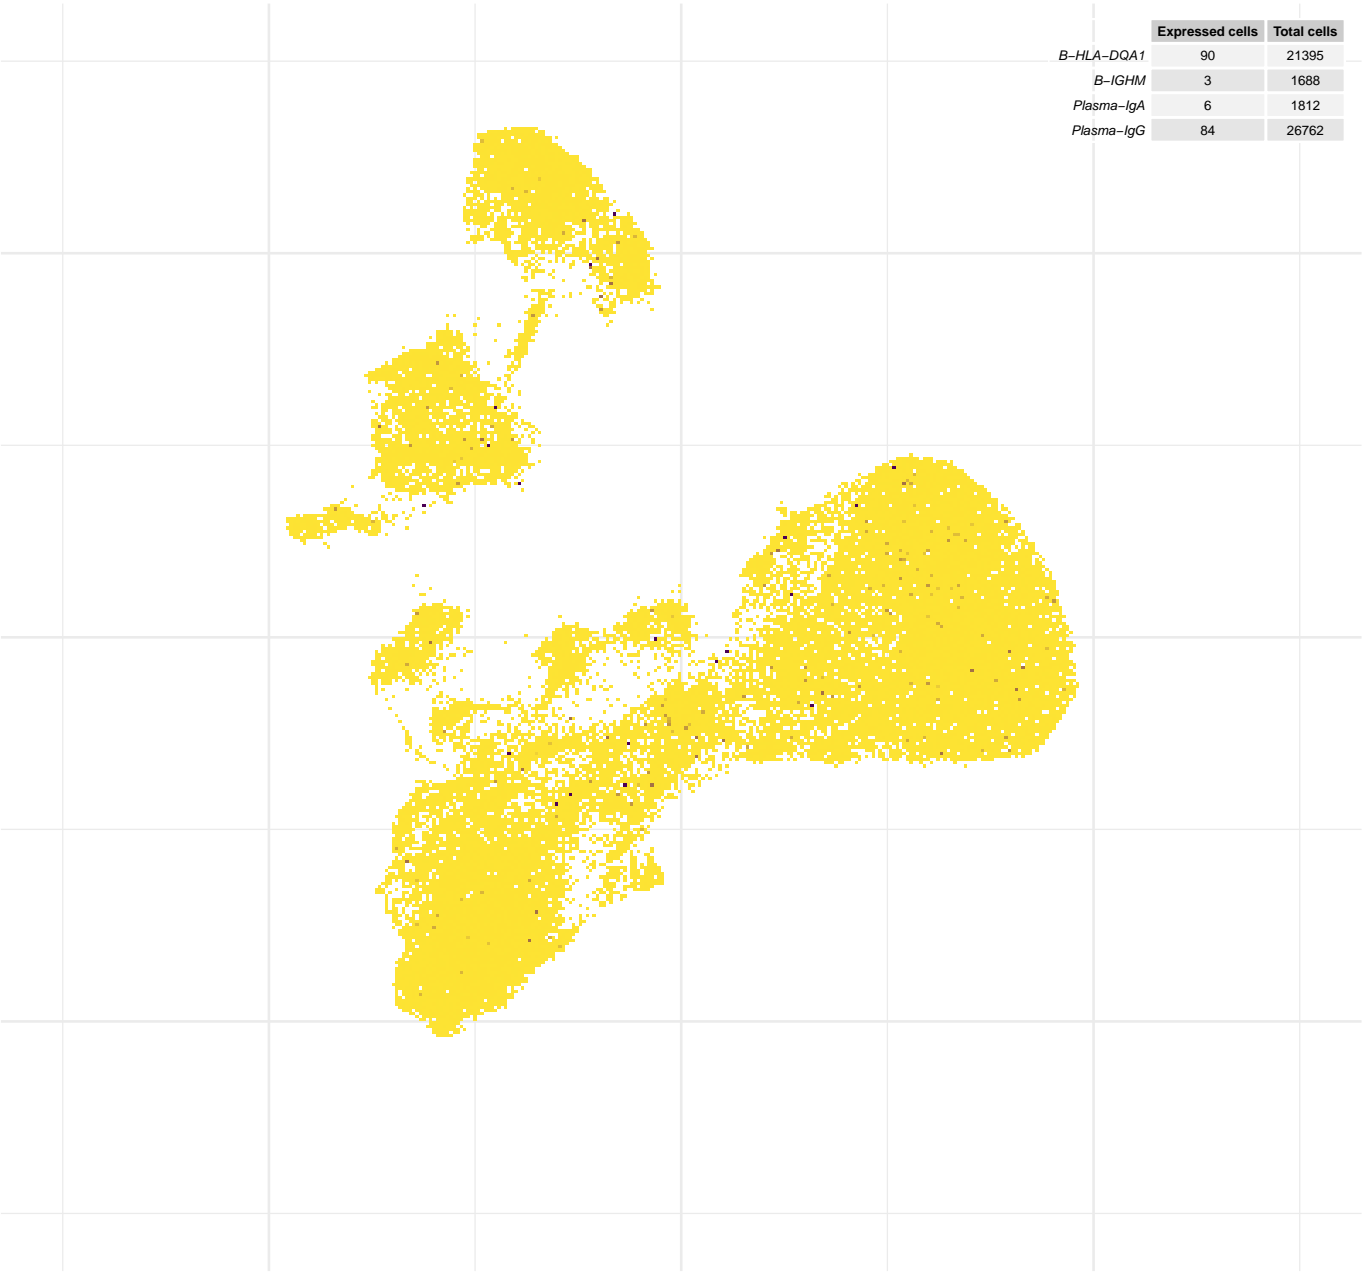 Expressed cells Total cells
B−HLA−DQA1 90 21395
B−IGHM 3 1688
Plasma−IgA 6 1812
Plasma−IgG 84 26762